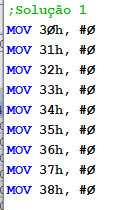 ;Solução 1
MOV 30h, #0
MOV 31h, #0
MOV 32h, #0
MOV 33h, #0
MOV 34h, #0
MOV 35h, #0
MOV 36h, #0
MOV 37h, #0
MOV 38h, #0